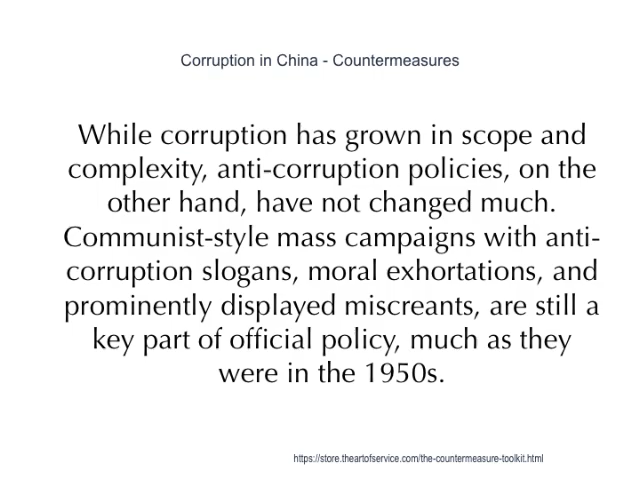 Corruption in China - Countermeasures
While corruption has grown in scope and
complexity, anti-corruption policies, on the
other hand, have not changed much.
Communist-style mass campaigns with anti-
corruption slogans, moral exhortations, and
prominently displayed miscreants, are still a
key part of official policy, much as they
were in the 1950s.
https://store.theartofservice.com/the-countermeasure-toolkit.html